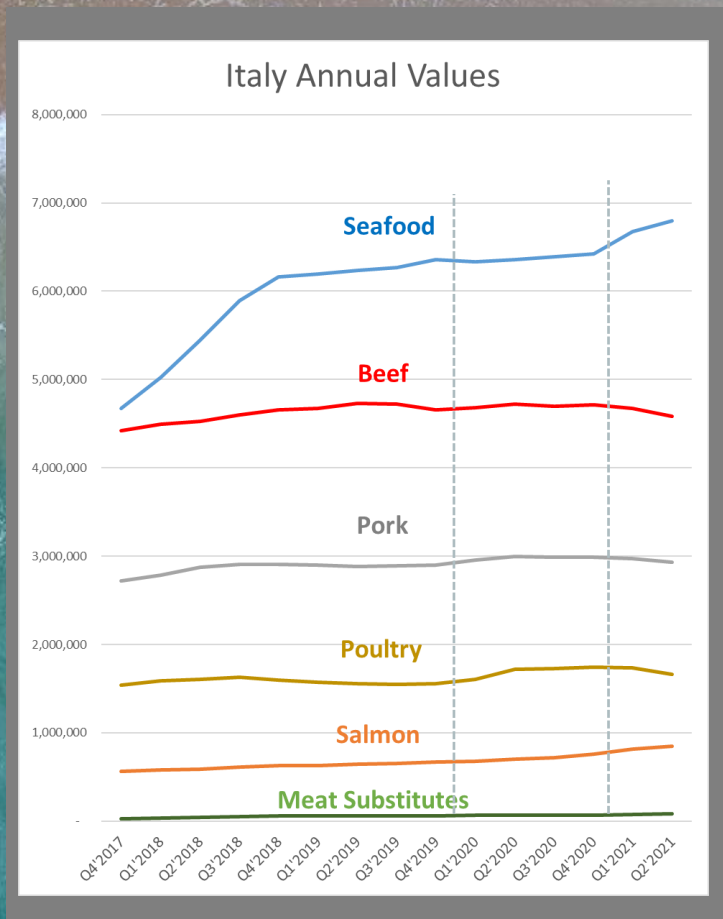 Italy Annual Values
8,000,000
7,000,000
Seafood
6,000,000
Beef
5,000,000
4,000,000
Pork
3,000,000
Poultry
2,000,000
Salmon
1,000,000
Meat Substitutes
-
Q4'2017
Q1'2018
Q2'2018
Q3'2018
Q4'2018
Q1'2019
Q2'2019
Q3'2019
Q4'2019
Q1'2020
Q2'2020
Q3'2020
Q4'2020
Q1'2021
Q2'2021